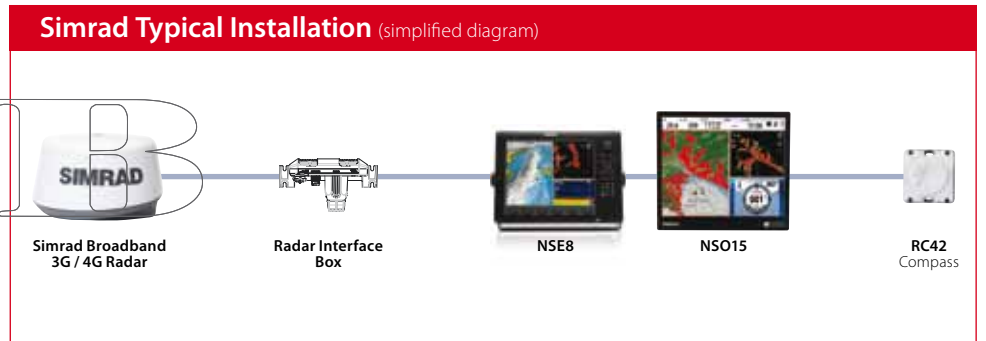 Simrad Typical Installation (simplified diagram)
SIMRAD
Simrad Broadband
3G / 4G Radar
Radar Interface
Box
NSE8
NSO15
RC42
Compass